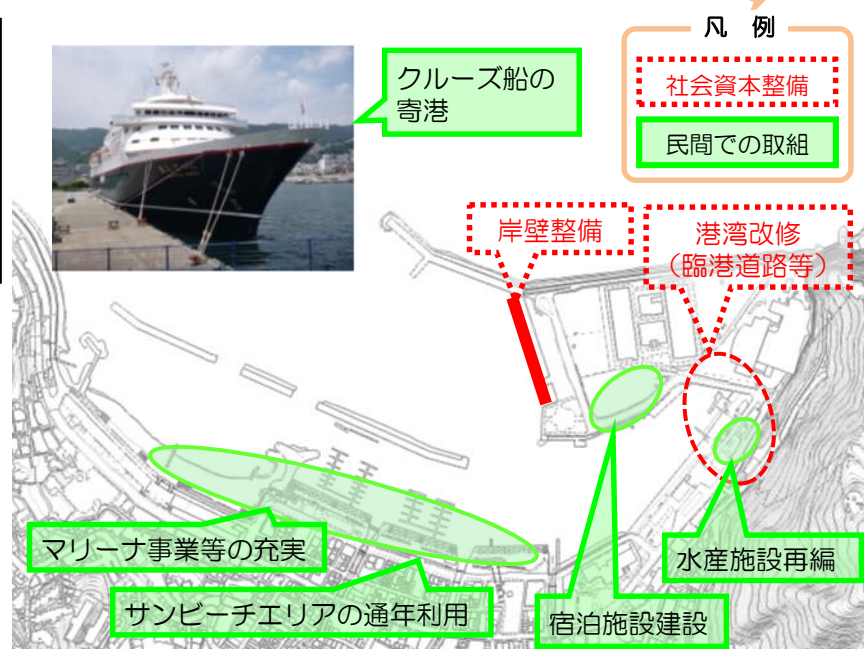 凡 例
社会資本整備
民間での取組
クルーズ船の
寄港
岸壁整備
港湾改修
（臨港道路等）
マリーナ事業等の充実
サンビーチエリアの通年利用
宿泊施設建設
水産施設再編